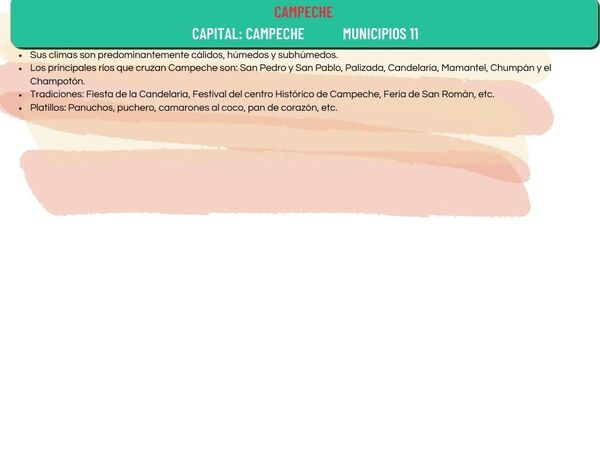 CAMPECHE
CAPITAL: CAMPECHE MUNICIPIOS 11
• Sus climas son predominantemente cálidos, húmedos y subhúmedos.
• Los principales ríos que cruzan Campeche son: San Pedro y San Pablo, Palizada, Candelaria, Mamantel, Chumpán y el
Champotón.
• Tradiciones: Fiesta de la Candelaria, Festival del centro Histórico de Campeche, Feria de San Román, etc.
• Platillos: Panuchos, puchero, camarones al coco, pan de corazón, etc.